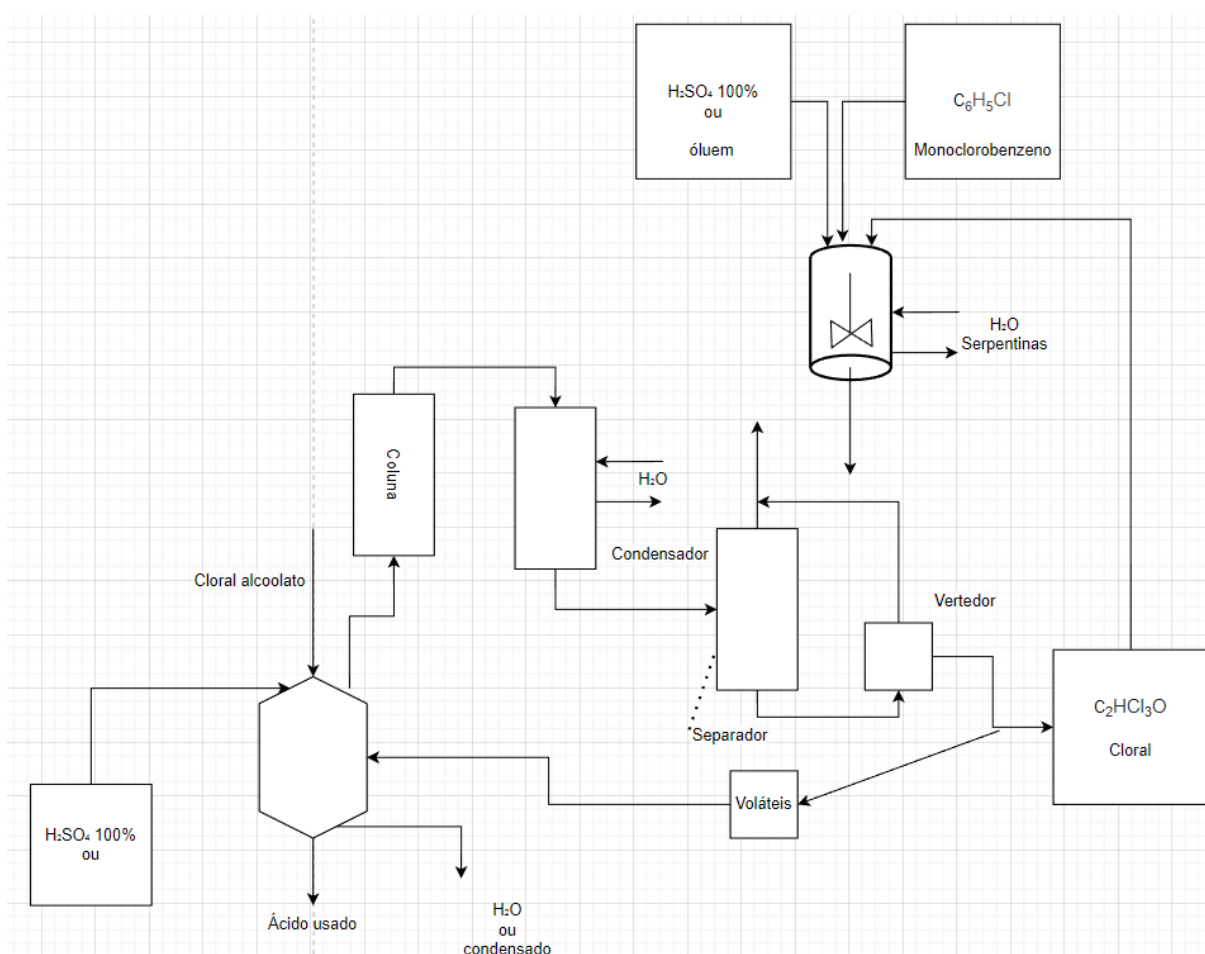 H₂SO₄ 100%
ou
óluem
C₆H₅Cl
Monoclorobenzeno
H₂O
Serpentinas
Coluna
H₂O
Condensador
Cloral alcoolato
Vertedor
C₂HCl₃O
Cloral
Separador
Voláteis
H₂SO₄ 100%
ou
Ácido usado
H₂O
ou
condensado